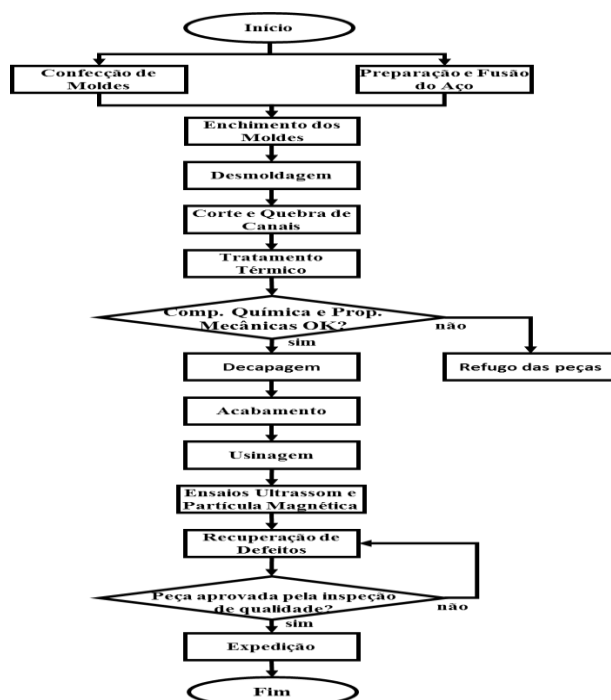 Início
Confecção de
Moldes
Preparação e Fusão
do Aço
Enchimento dos
Moldes
Desmoldagem
Corte e Quebra de
Canais
Tratamento
Térmico
Comp. Química e Prop.
Mecânicas OK?
não
sim
Decapagem
Refugo das peças
Acabamento
Usinagem
Ensaios Ultrassom e
Partícula Magnética
Recuperação de
Defeitos
Peça aprovada pela inspeção
de qualidade?
não
sim
Expedição
Fim